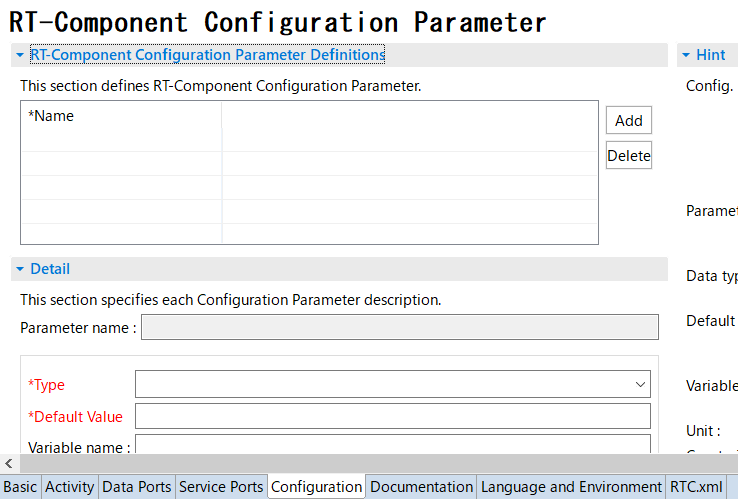 RT-Component Configuration Parameter
RT-Component Configuration Parameter Definitions
This section defines RT-Component Configuration Parameter.
*Name
Add
Delete
Detail
This section specifies each Configuration Parameter description.
Parameter name :
*Type
*Default Value
Variable name :
Hint
Config.
Data
Default
Variable
Unit :
Basic Activity Data Ports Service Ports Configuration Documentation Language and Environment RTC.xml